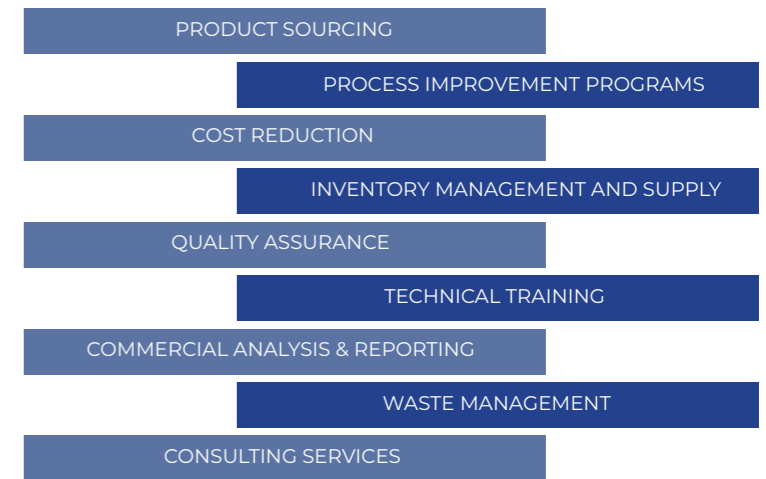 PRODUCT SOURCING
PROCESS IMPROVEMENT PROGRAMS
COST REDUCTION
INVENTORY MANAGEMENT AND SUPPLY
QUALITY ASSURANCE
TECHNICAL TRAINING
COMMERCIAL ANALYSIS & REPORTING
WASTE MANAGEMENT
CONSULTING SERVICES